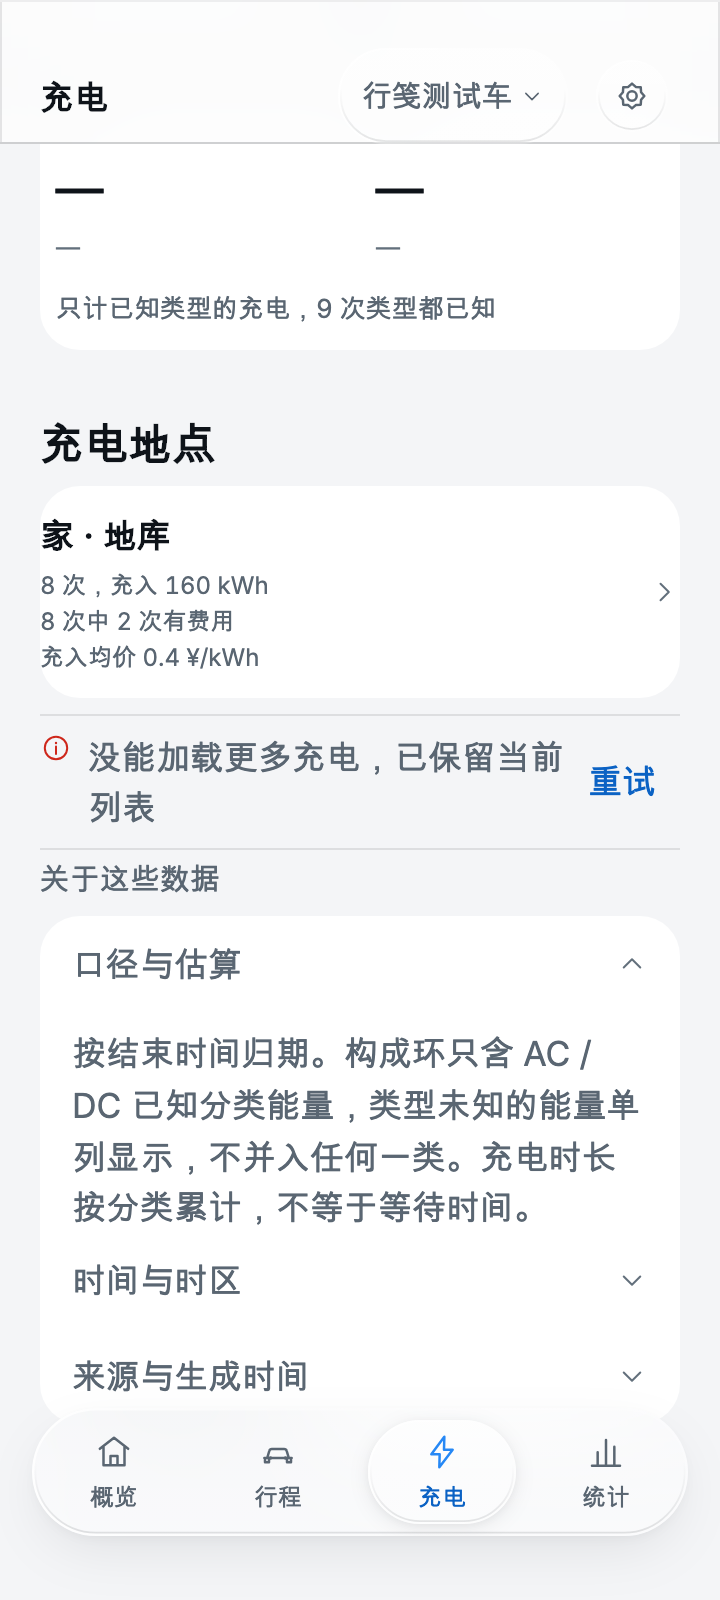 充电
行笺测试车
— —
— —
只计已知类型的充电，9 次类型都已知
充电地点
家 · 地库
8 次，充入 160 kWh
8 次中 2 次有费用
充入均价 0.4 ¥/kWh
没能加载更多充电，已保留当前
列表
重试
关于这些数据
口径与估算
按结束时间归期。构成环只含 AC /
DC 已知分类能量，类型未知的能量单
列显示，不并入任何一类。充电时长
按分类累计，不等于等待时间。
时间与时区
来源与生成时间
概览
行程
充电
统计